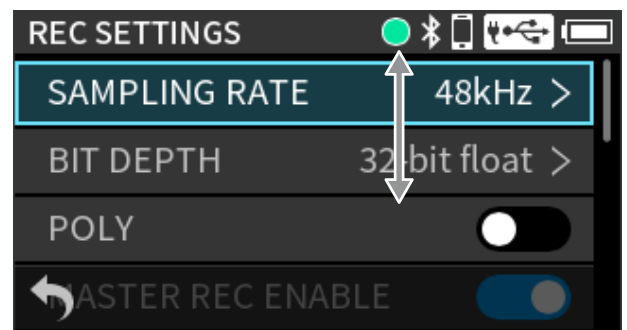 REC SETTINGS
SAMPLING RATE 48kHz >
BIT DEPTH 32-bit float >
POLY
MASTER REC ENABLE